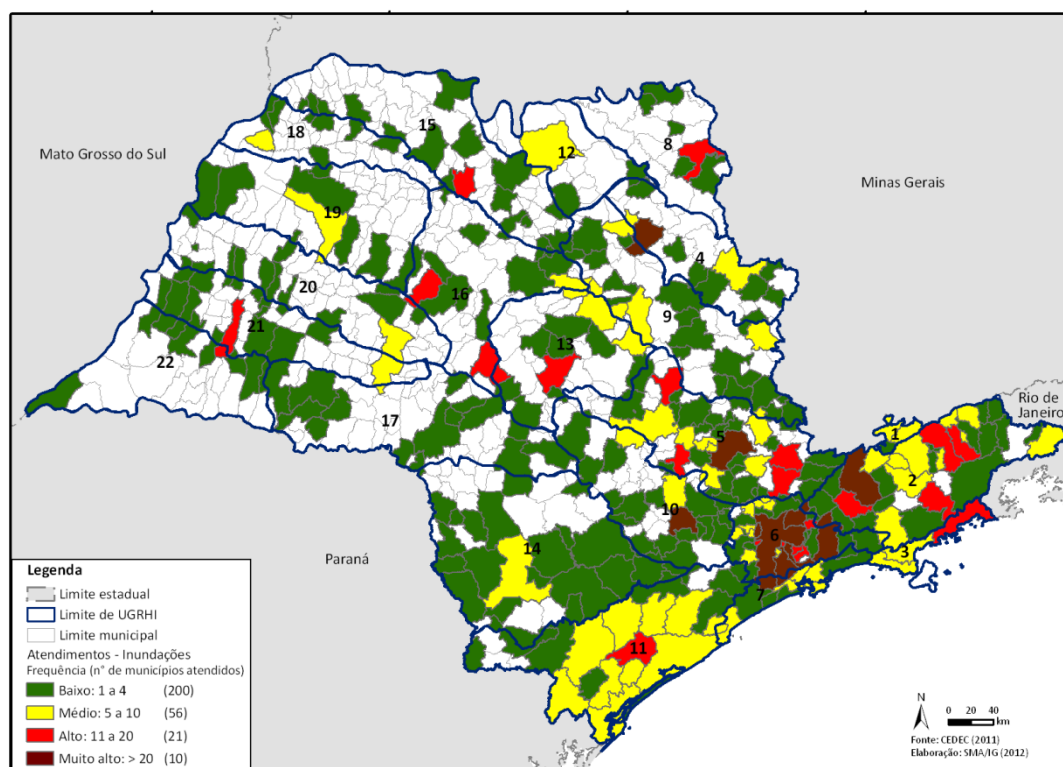 Mato Grosso do Sul
Minas Gerais
Rio de
Janeiro
Paraná
18
15
12
8
19
4
20
16
9
21
13
22
17
5
1
2
10
6
14
3
7
11
Legenda
Limite estadual
Limite de UGRHI
Limite municipal
Atendimentos - Inundações
Frequência (n° de municípios atendidos)
Baixo: 1 a 4 (200)
Médio: 5 a 10 (56)
Alto: 11 a 20 (21)
Muito alto: > 20 (10)
N
0 20 40
km
Fonte: CEDEC (2011)
Elaboração: SMA/IG (2012)